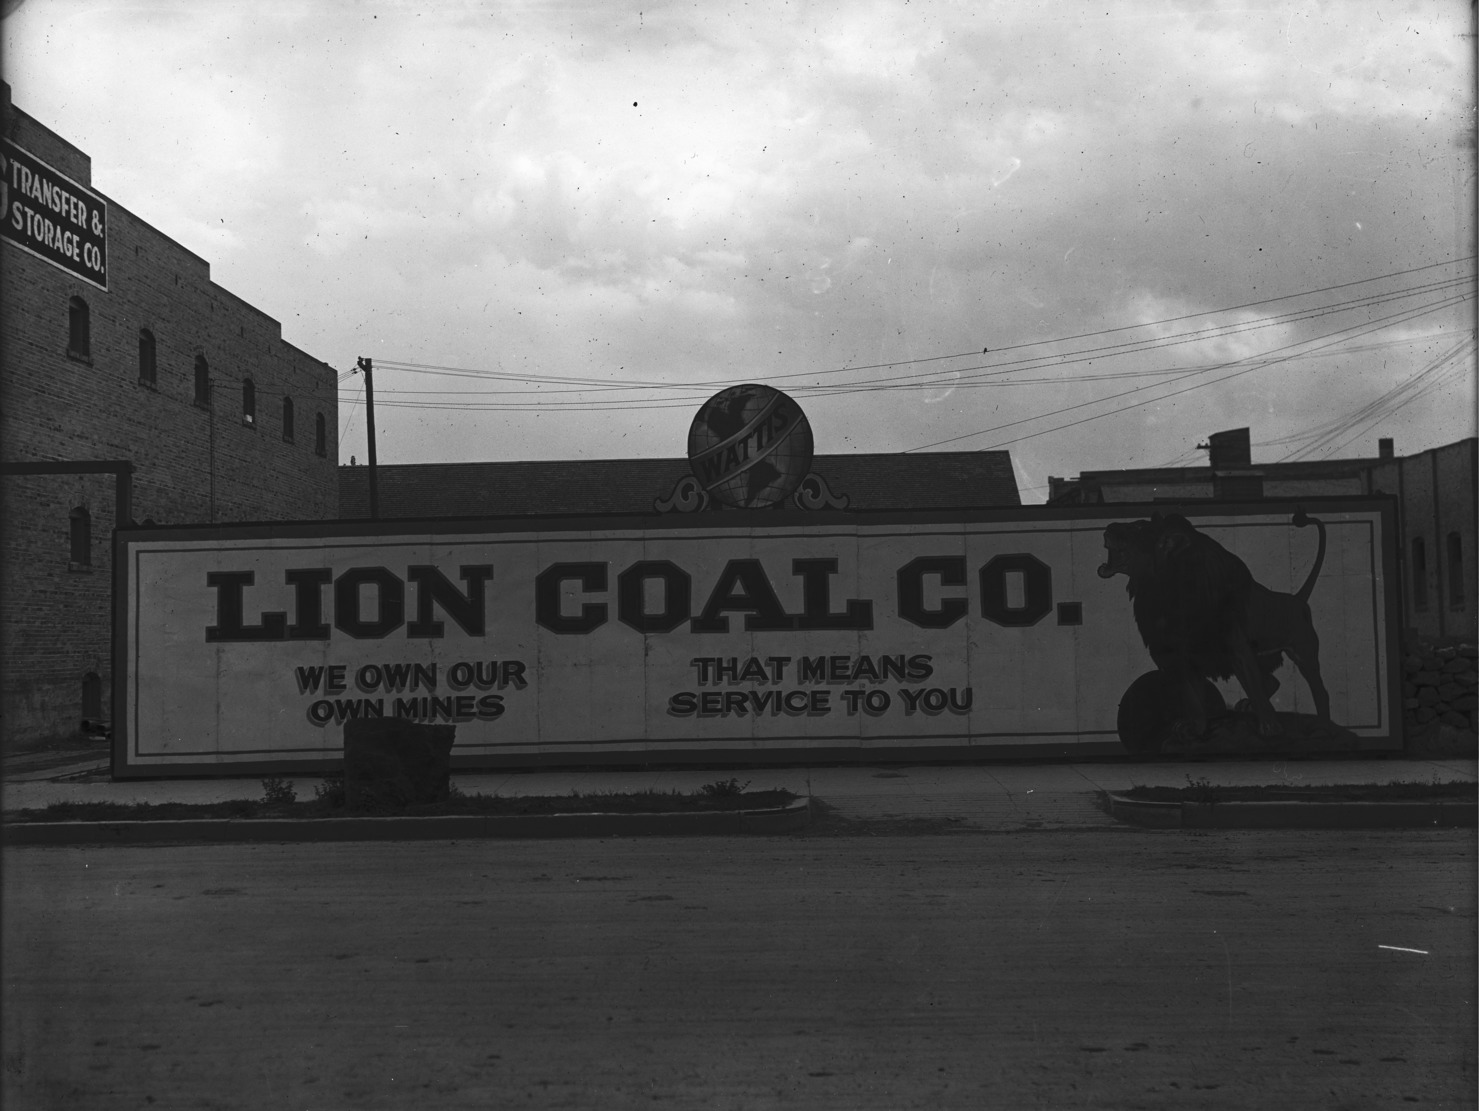 TRANSFER &
STORAGE CO.
WATTIS
LION COAL CO.
WE OWN OUR
OWN MINES
THAT MEANS
SERVICE TO YOU